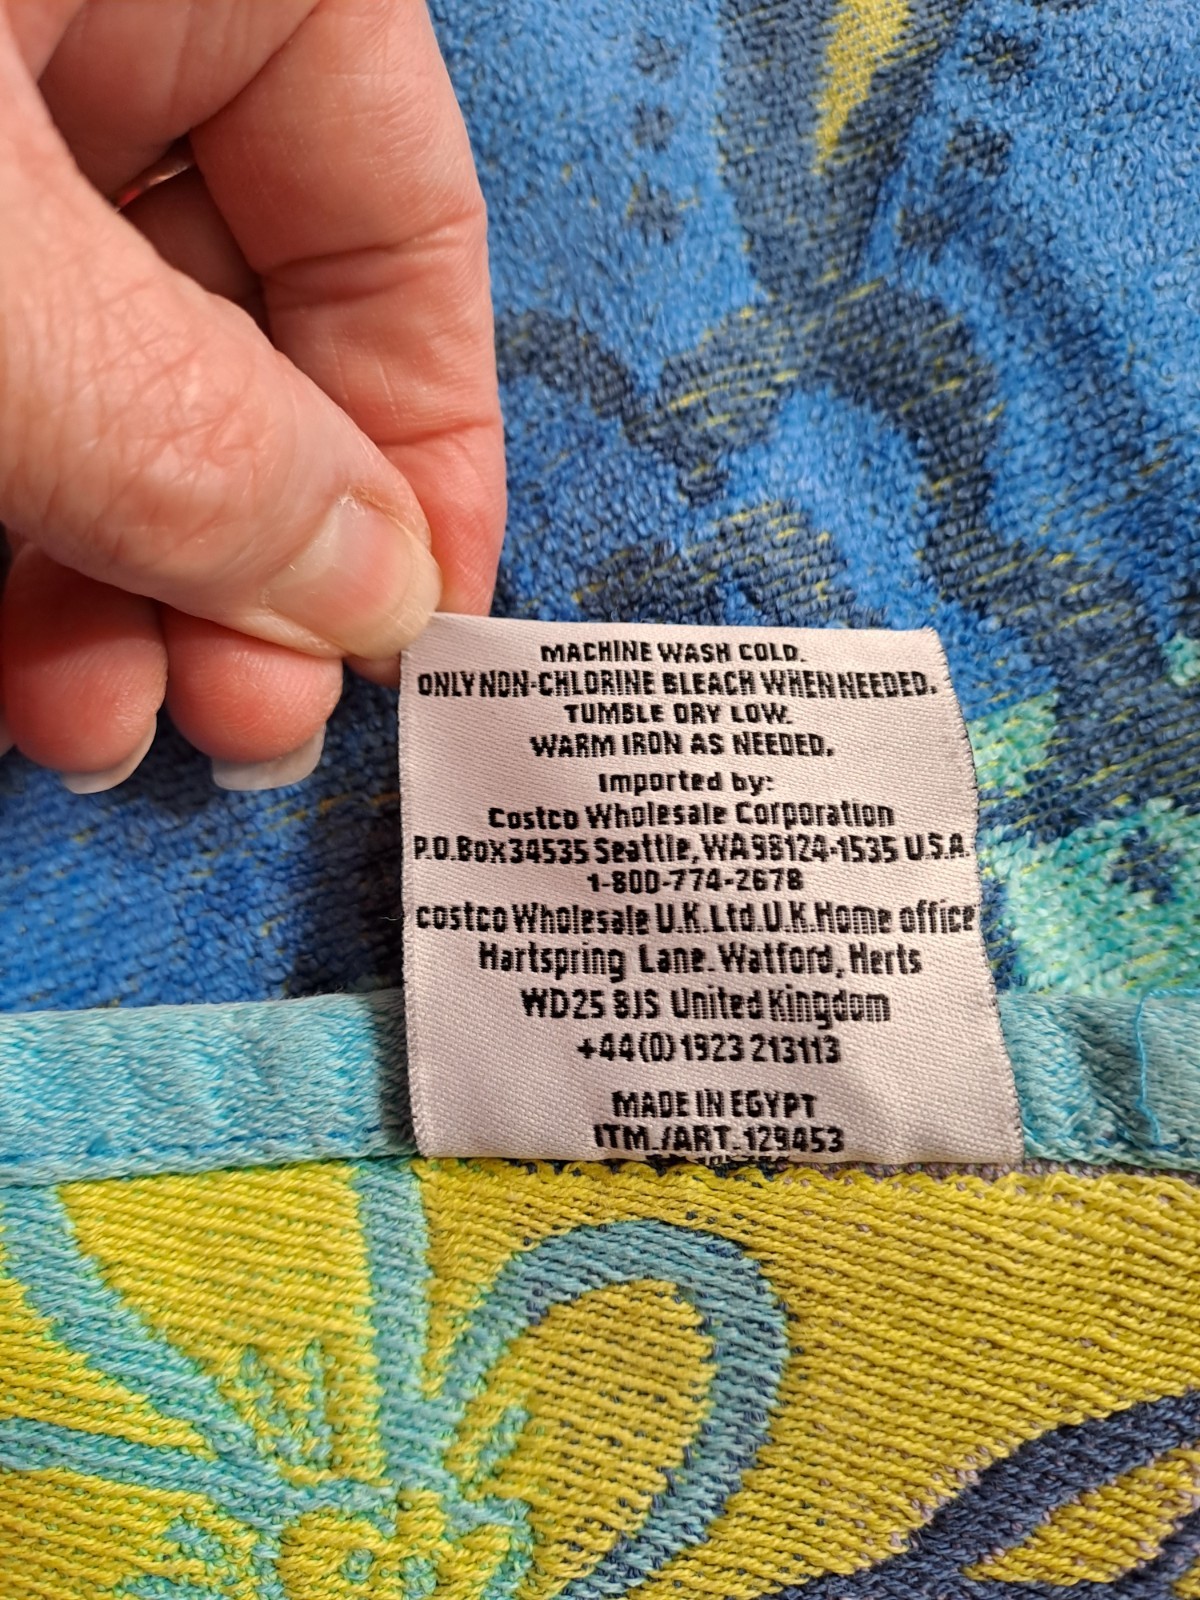 MACHINE WASH COLD.
ONLY NON-CHLORINE BLEACH WHEN NEEDED.
TUMBLE DRY LOW.
WARM IRON AS NEEDED.
Imported by:
Costco Wholesale Corporation
P.O.Box34535 Seattle, WA98124-1535 U.S.A.
1-800-774-2678
costco Wholesale U.K.Ltd.U.K.Home office
Hartspring Lane.Watford, Herts
WD25 8JS United Kingdom
+44(0)1923 213113
MADE IN EGYPT
ITM./ART.129453